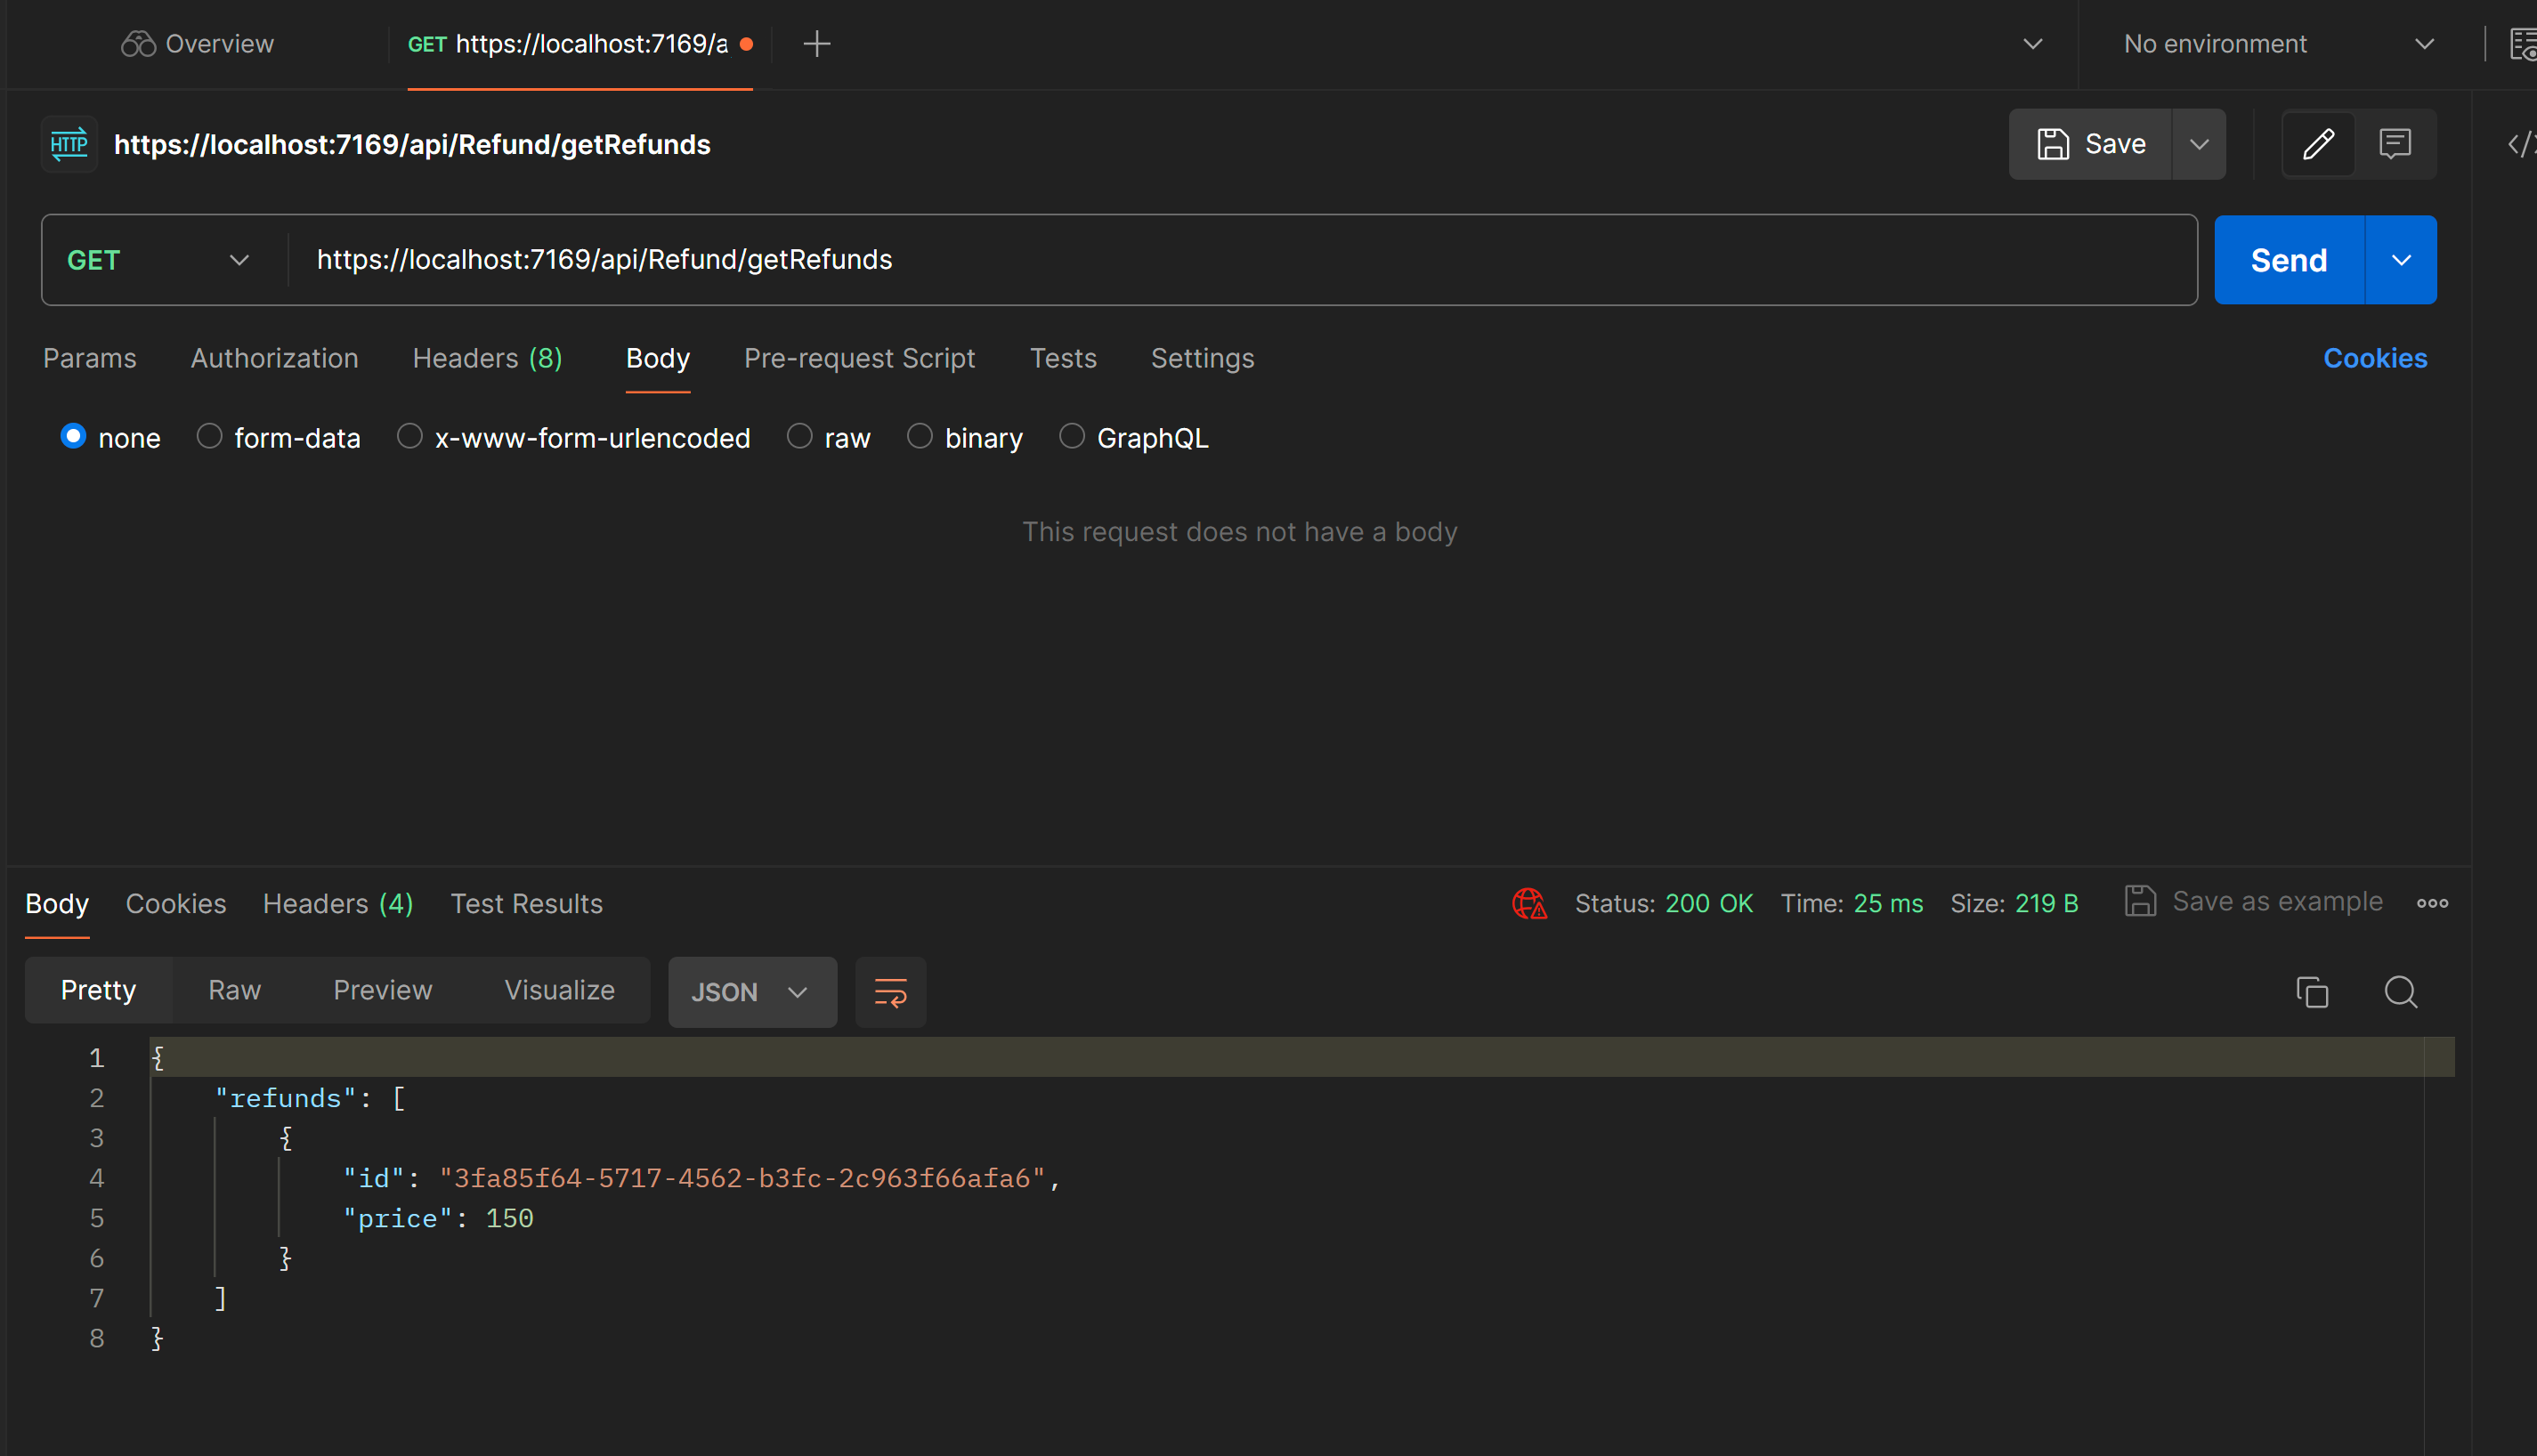 Overview
GET https://localhost:7169/a
No environment
HTTP https://localhost:7169/api/Refund/getRefunds
Save
GET https://localhost:7169/api/Refund/getRefunds
Send
Params Authorization Headers (8) Body Pre-request Script Tests Settings Cookies
none form-data x-www-form-urlencoded raw binary GraphQL
This request does not have a body
Body Cookies Headers (4) Test Results Status: 200 OK Time: 25 ms Size: 219 B Save as example
Pretty Raw Preview Visualize JSON
1 {
2 "refunds": [
3 {
4 "id": "3fa85f64-5717-4562-b3fc-2c963f66afa6",
5 "price": 150
6 }
7 ]
8 }